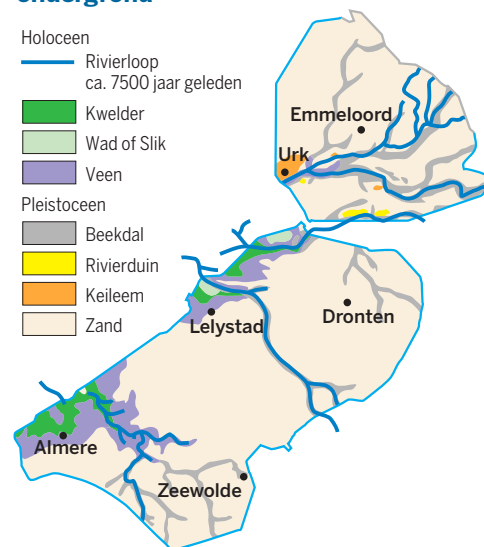 ondergrond
Holoceen
Rivierloop
ca. 7500 jaar geleden
Kwelder
Wad of Slik
Veen
Pleistoceen
Beekdal
Rivierduin
Keileem
Zand
Emmeloord
Urk
Dronten
Lelystad
Almere
Zeewolde